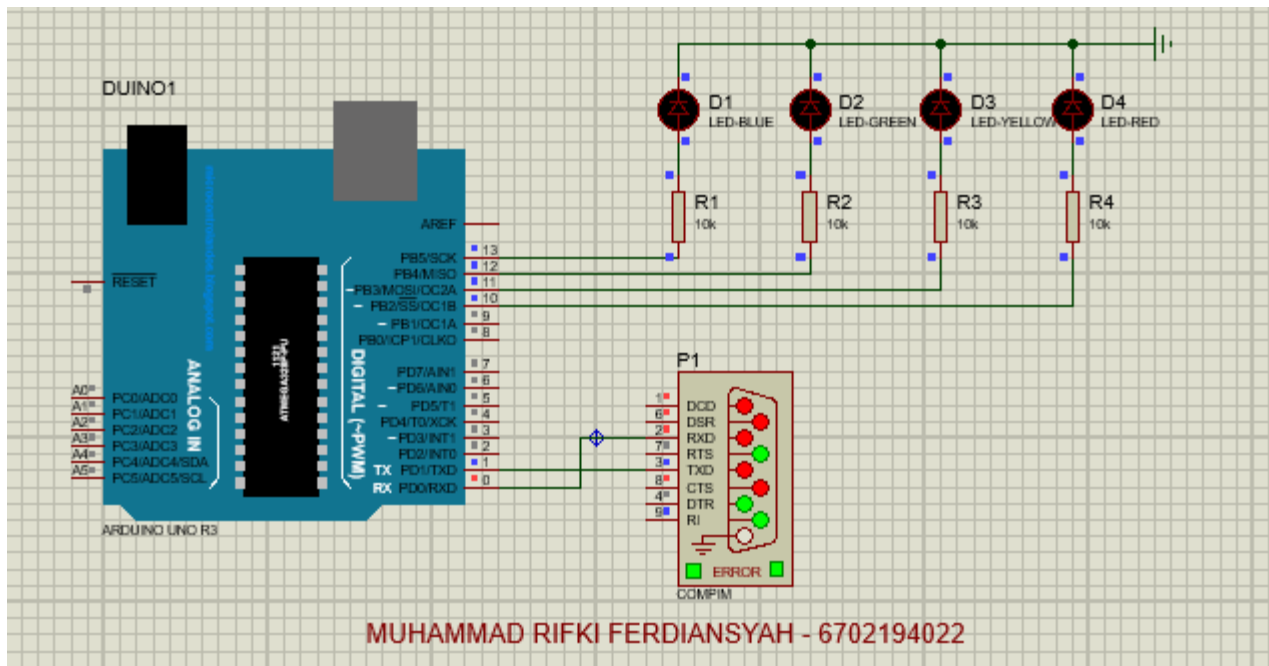 DUINO1
ARDUINO UNO R3
RESET
AREF
PB5/SCK 13
PB4/MISO 12
~PB3/MOSI/OC2A 11
~PB2/SS/OC1B 10
~PB1/OC1A 9
PB0/ICP1/CLKO 8
PD7/AIN1 7
~PD6/AIN0 6
~PD5/T1 5
PD4/T0/XCK 4
~PD3/INT1 3
PD2/INT0 2
TX PD1/TXD 1
RX PD0/RXD 0
DIGITAL (~PWM)
ANALOG IN
A0 PC0/ADC0
A1 PC1/ADC1
A2 PC2/ADC2
A3 PC3/ADC3
A4 PC4/ADC4/SDA
A5 PC5/ADC5/SCL
D1
LED-BLUE
D2
LED-GREEN
D3
LED-YELLOW
D4
LED-RED
R1
10k
R2
10k
R3
10k
R4
10k
P1
1 DCD
6 DSR
2 RXD
7 RTS
3 TXD
8 CTS
4 DTR
9 RI
ERROR
COMPIM
MUHAMMAD RIFKI FERDIANSYAH - 6702194022